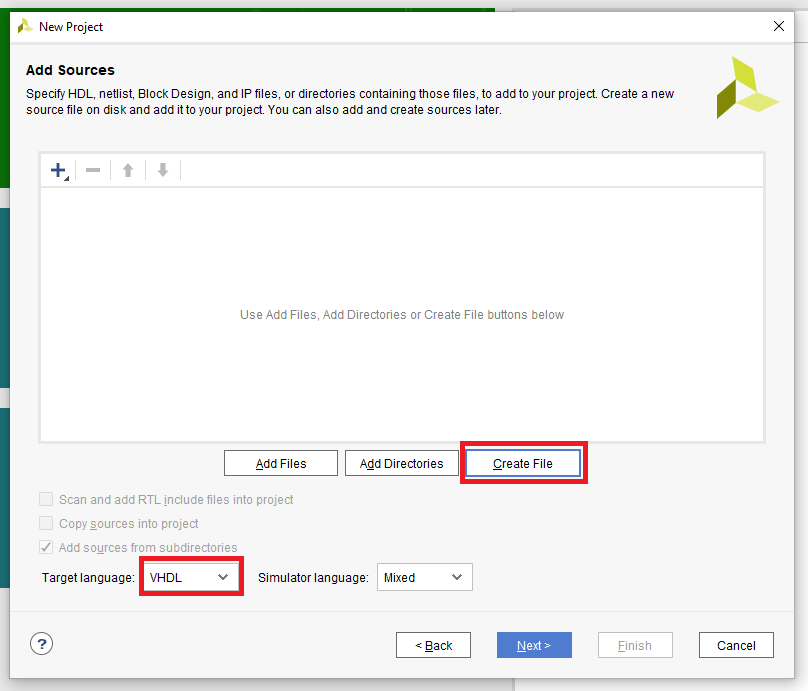 New Project
Add Sources
Specify HDL, netlist, Block Design, and IP files, or directories containing those files, to add to your project. Create a new
source file on disk and add it to your project. You can also add and create sources later.
Use Add Files, Add Directories or Create File buttons below
Add Files Add Directories Create File
Scan and add RTL include files into project
Copy sources into project
Add sources from subdirectories
Target language: VHDL Simulator language: Mixed
? < Back Next > Finish Cancel